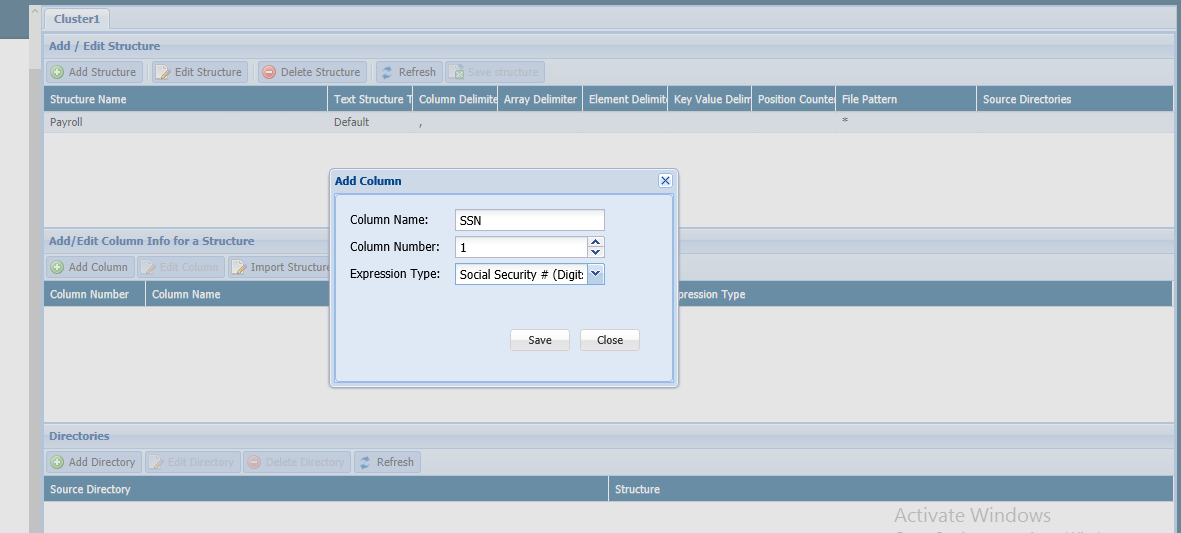 Cluster1
Add / Edit Structure
Add Structure Edit Structure Delete Structure Refresh Save structure
Structure Name Text Structure T Column Delimite Array Delimiter Element Delimite Key Value Delim Position Counter File Pattern Source Directories
Payroll Default , *
Add Column
Column Name: SSN
Column Number: 1
Expression Type: Social Security # (Digit
Save Close
Add/Edit Column Info for a Structure
Add Column Edit Column Import Structure
Column Number Column Name pression Type
Directories
Add Directory Edit Directory Delete Directory Refresh
Source Directory Structure
Activate Windows